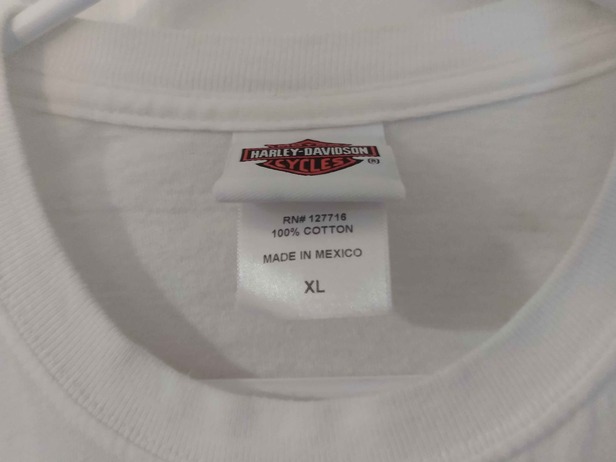 HARLEY-DAVIDSON
CYCLES ®
RN# 127716
100% COTTON
MADE IN MEXICO
XL